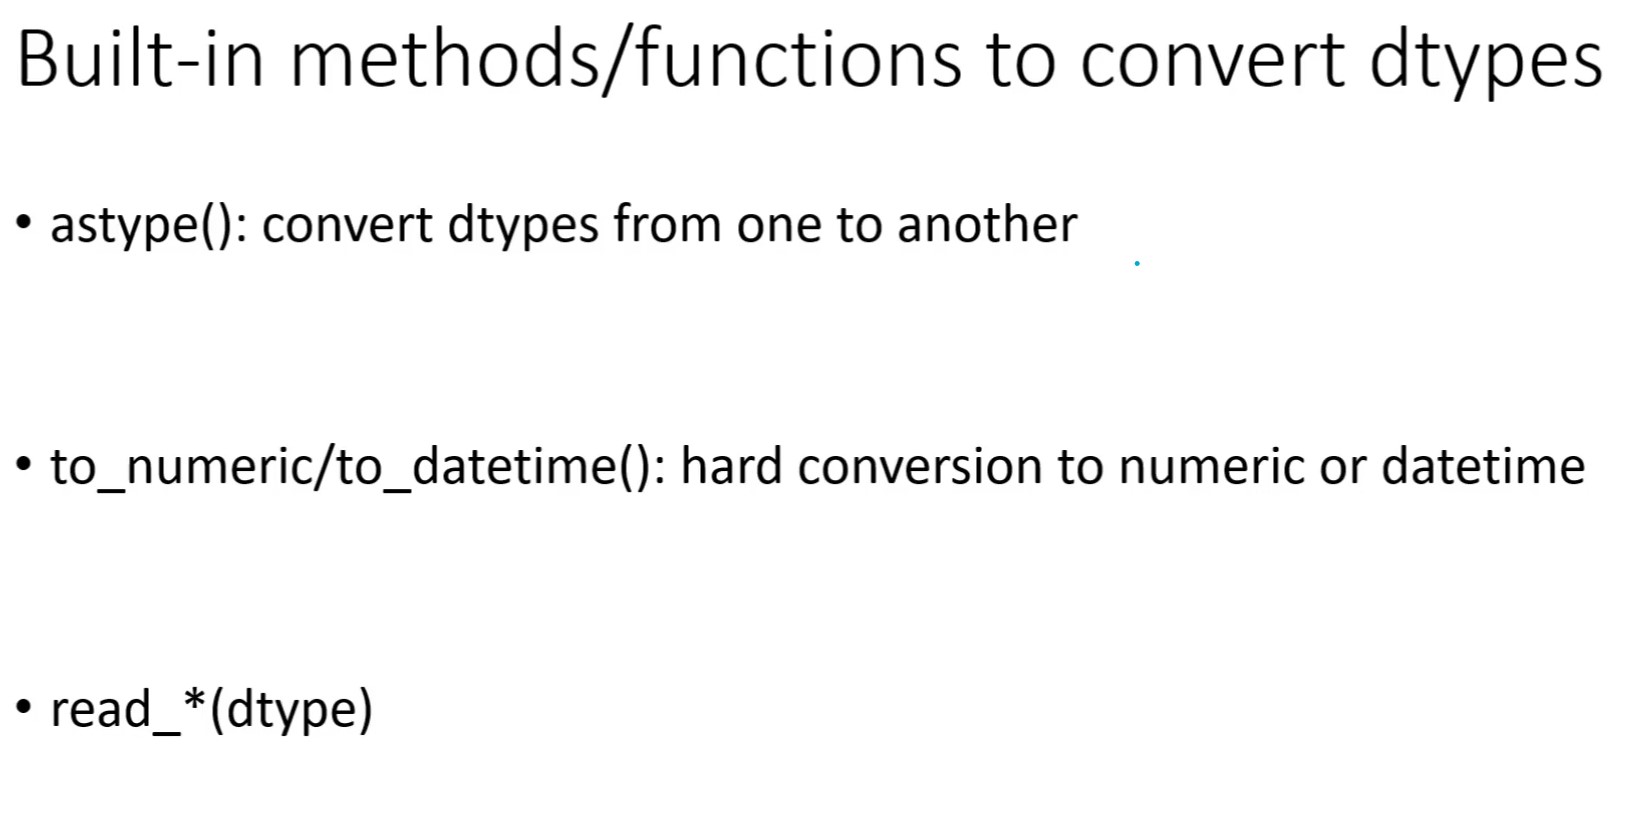 Built-in methods/functions to convert dtypes
• astype(): convert dtypes from one to another
• to_numeric/to_datetime(): hard conversion to numeric or datetime
• read_*(dtype)